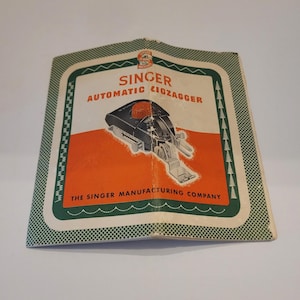 SINGER
AUTOMATIC ZIGZAGGER
THE SINGER MANUFACTURING COMPANY